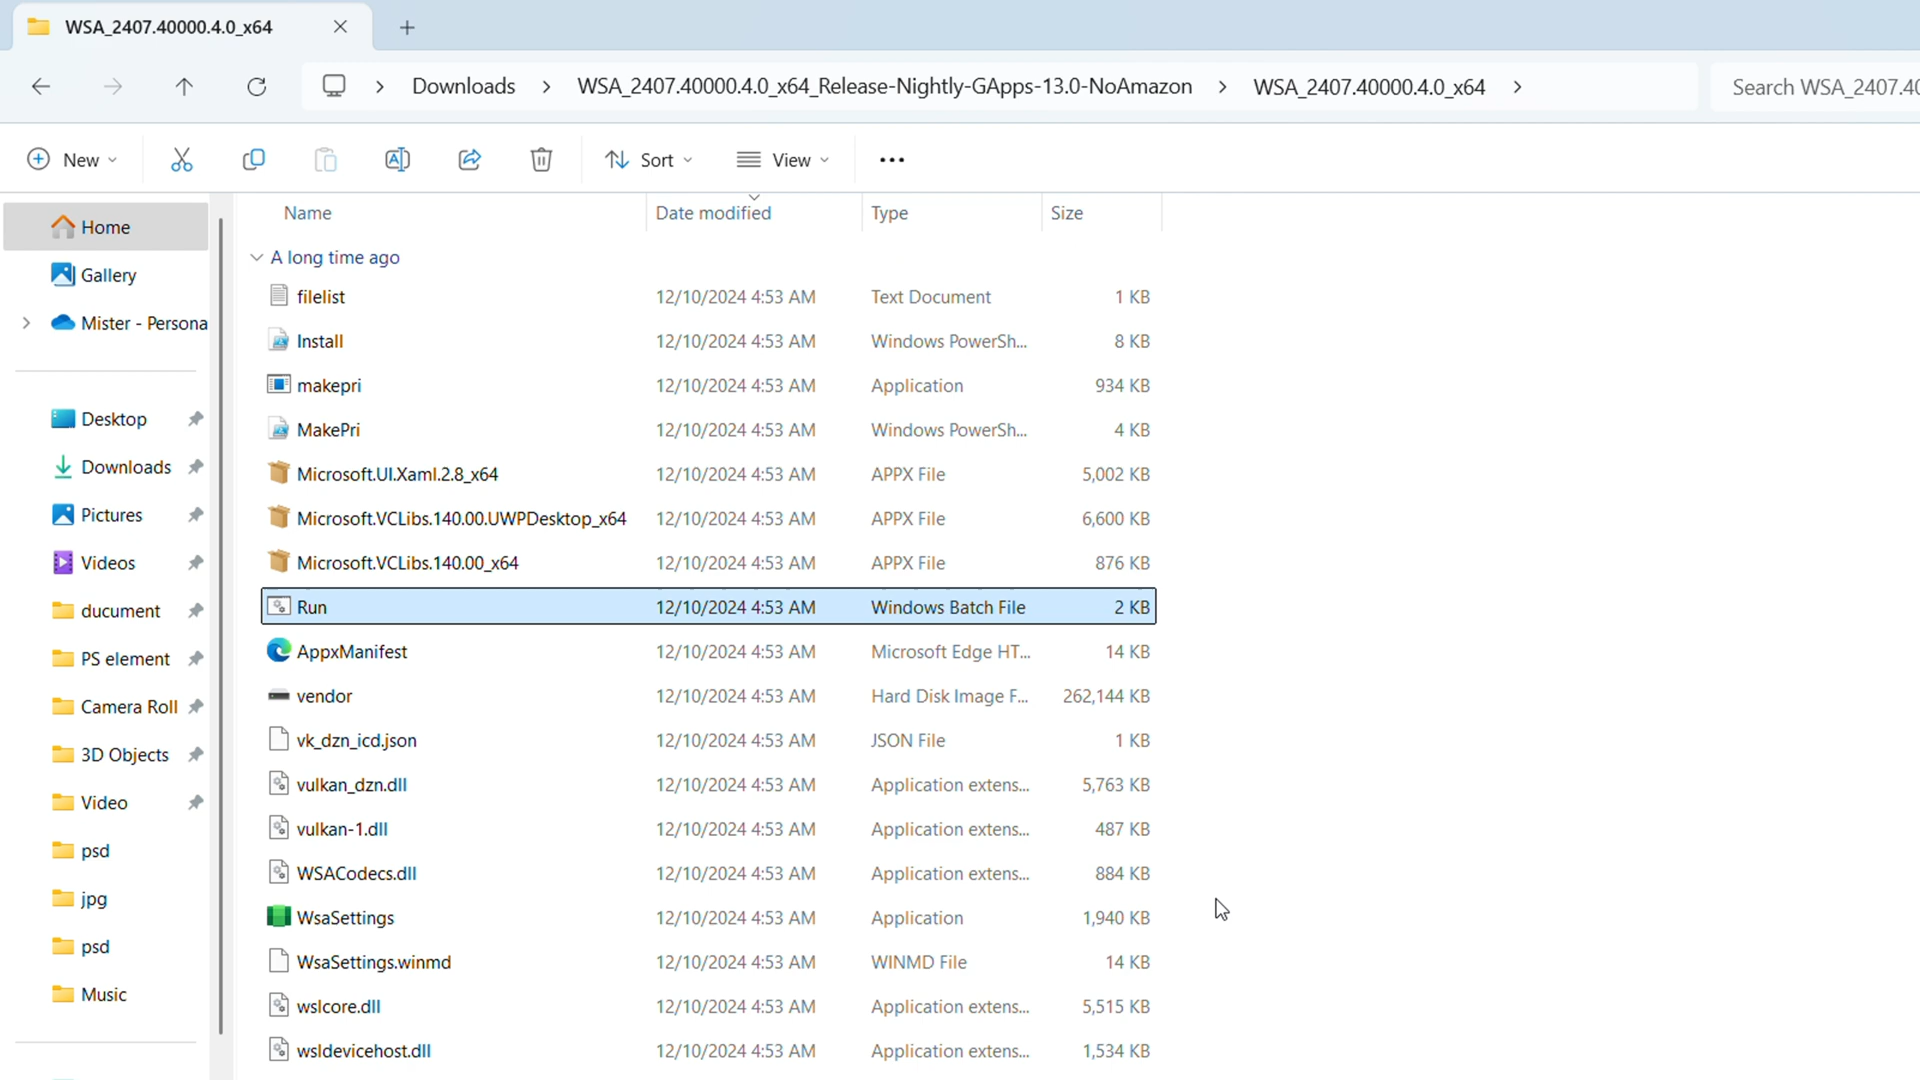 WSA_2407.40000.4.0_x64
Downloads > WSA_2407.40000.4.0_x64_Release-Nightly-GApps-13.0-NoAmazon > WSA_2407.40000.4.0_x64 > Search WSA_2407.40
New Sort View
Name Date modified Type Size
Home
Gallery
Mister - Persona
Desktop
Downloads
Pictures
Videos
ducument
PS element
Camera Roll
3D Objects
Video
psd
jpg
psd
Music
A long time ago
filelist 12/10/2024 4:53 AM Text Document 1 KB
Install 12/10/2024 4:53 AM Windows PowerSh... 8 KB
makepri 12/10/2024 4:53 AM Application 934 KB
MakePri 12/10/2024 4:53 AM Windows PowerSh... 4 KB
Microsoft.UI.Xaml.2.8_x64 12/10/2024 4:53 AM APPX File 5,002 KB
Microsoft.VCLibs.140.00.UWPDesktop_x64 12/10/2024 4:53 AM APPX File 6,600 KB
Microsoft.VCLibs.140.00_x64 12/10/2024 4:53 AM APPX File 876 KB
Run 12/10/2024 4:53 AM Windows Batch File 2 KB
AppxManifest 12/10/2024 4:53 AM Microsoft Edge HT... 14 KB
vendor 12/10/2024 4:53 AM Hard Disk Image F... 262,144 KB
vk_dzn_icd.json 12/10/2024 4:53 AM JSON File 1 KB
vulkan_dzn.dll 12/10/2024 4:53 AM Application extens... 5,763 KB
vulkan-1.dll 12/10/2024 4:53 AM Application extens... 487 KB
WSACodecs.dll 12/10/2024 4:53 AM Application extens... 884 KB
WsaSettings 12/10/2024 4:53 AM Application 1,940 KB
WsaSettings.winmd 12/10/2024 4:53 AM WINMD File 14 KB
wslcore.dll 12/10/2024 4:53 AM Application extens... 5,515 KB
wsldevicehost.dll 12/10/2024 4:53 AM Application extens... 1,534 KB